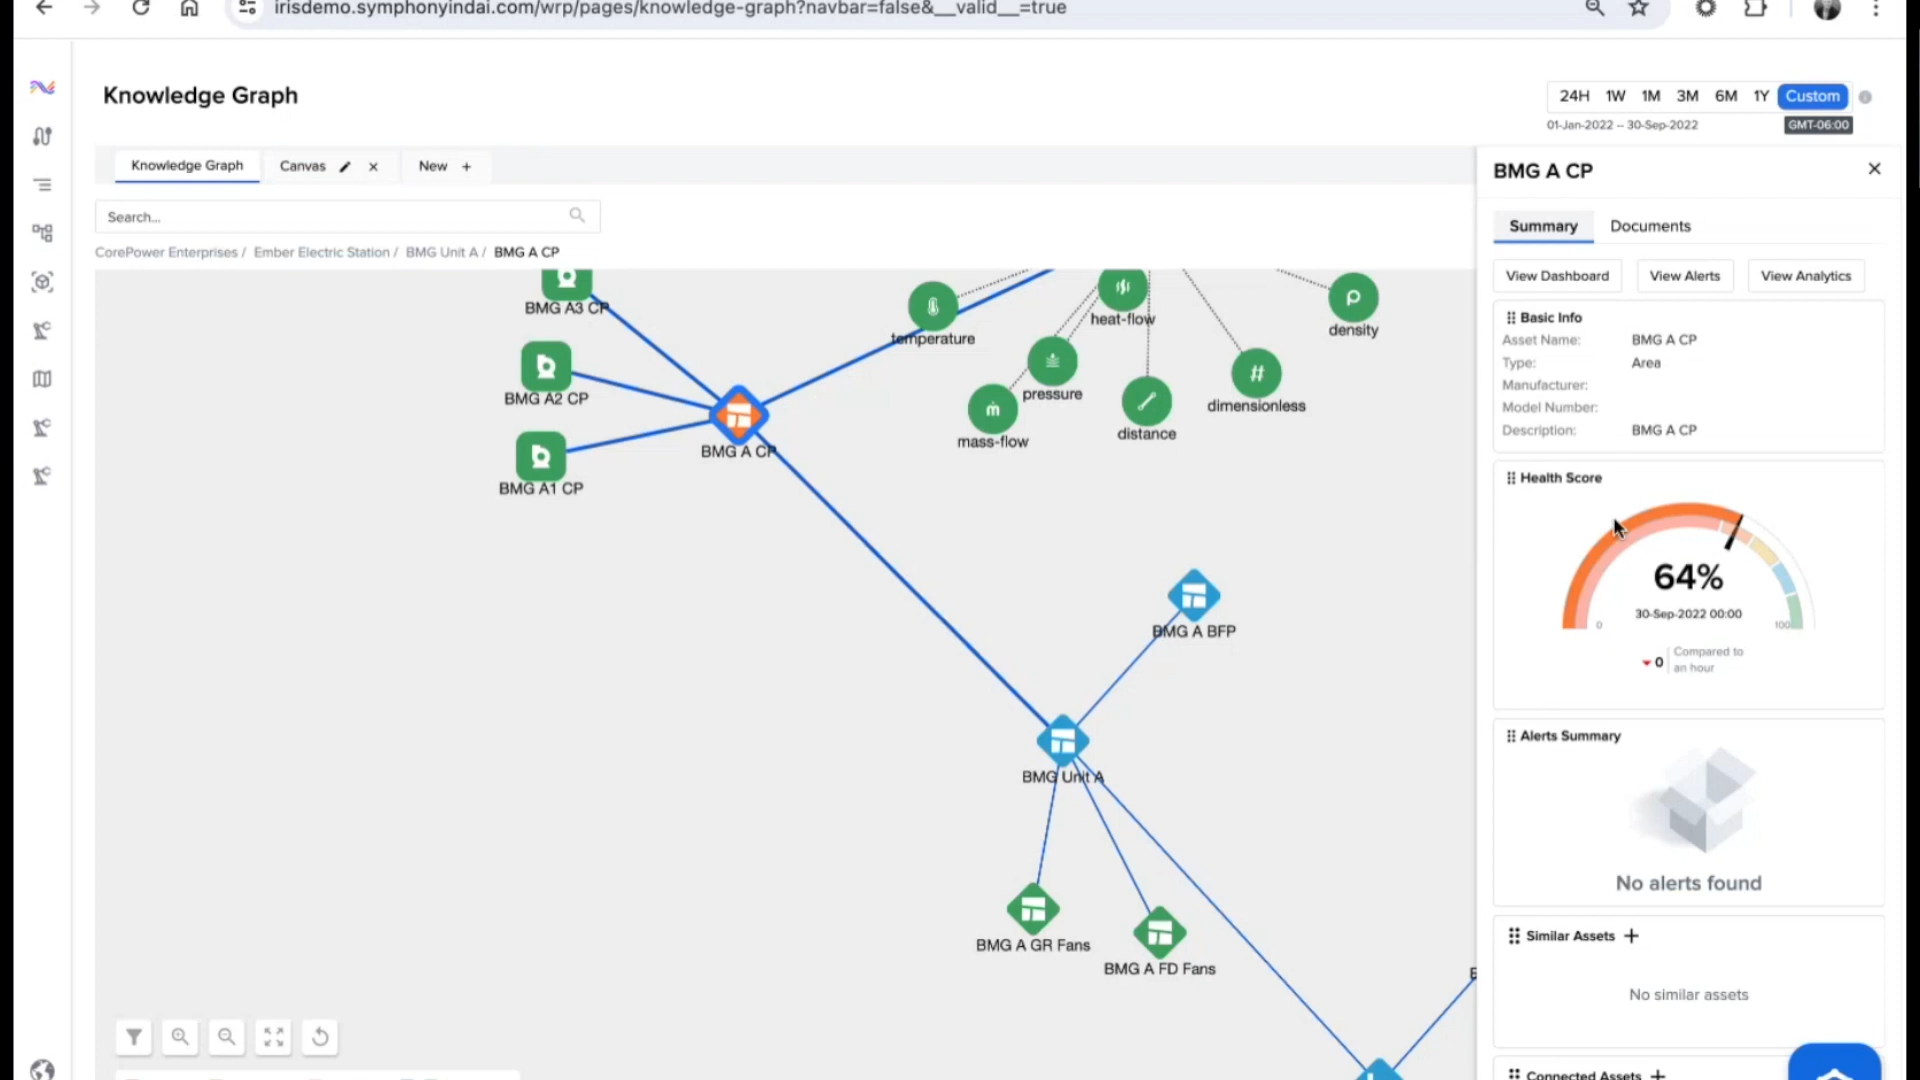 irisdemo.symphonyindai.com/wrp/pages/knowledge-graph?navbar=false&__valid__=true
Knowledge Graph
24H 1W 1M 3M 6M 1Y Custom
01-Jan-2022 -- 30-Sep-2022 GMT-06:00
Knowledge Graph Canvas New +
Search...
CorePower Enterprises / Ember Electric Station / BMG Unit A / BMG A CP
BMG A3 CP
BMG A2 CP
BMG A1 CP
BMG A CP
temperature
heat-flow
density
pressure
# dimensionless
ṁ
mass-flow
distance
ρ
BMG A BFP
BMG Unit A
BMG A GR Fans
BMG A FD Fans
BMG A CP
Summary Documents
View Dashboard View Alerts View Analytics
Basic Info
Asset Name: BMG A CP
Type: Area
Manufacturer:
Model Number:
Description: BMG A CP
Health Score
64%
30-Sep-2022 00:00
0 100
0 Compared to
an hour
Alerts Summary
No alerts found
Similar Assets +
No similar assets
Connected Assets +